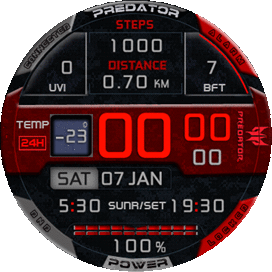 PREDATOR
STEPS
1000
0 UVI
DISTANCE
0.70 KM
7 BFT
TEMP
24H
-23°
00 00
00
PREDATOR
SAT 07 JAN
5:30 SUNR/SET 19:30
100%
POWER